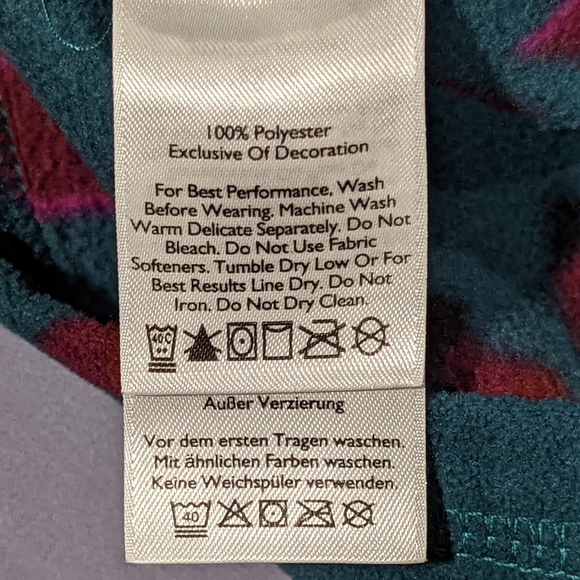 100% Polyester
Exclusive Of Decoration
For Best Performance, Wash
Before Wearing. Machine Wash
Warm Delicate Separately. Do Not
Bleach. Do Not Use Fabric
Softeners. Tumble Dry Low Or For
Best Results Line Dry. Do Not
Iron. Do Not Dry Clean.
40C
Außer Verzierung
Vor dem ersten Tragen waschen.
Mit ähnlichen Farben waschen.
Keine Weichspüler verwenden.
40